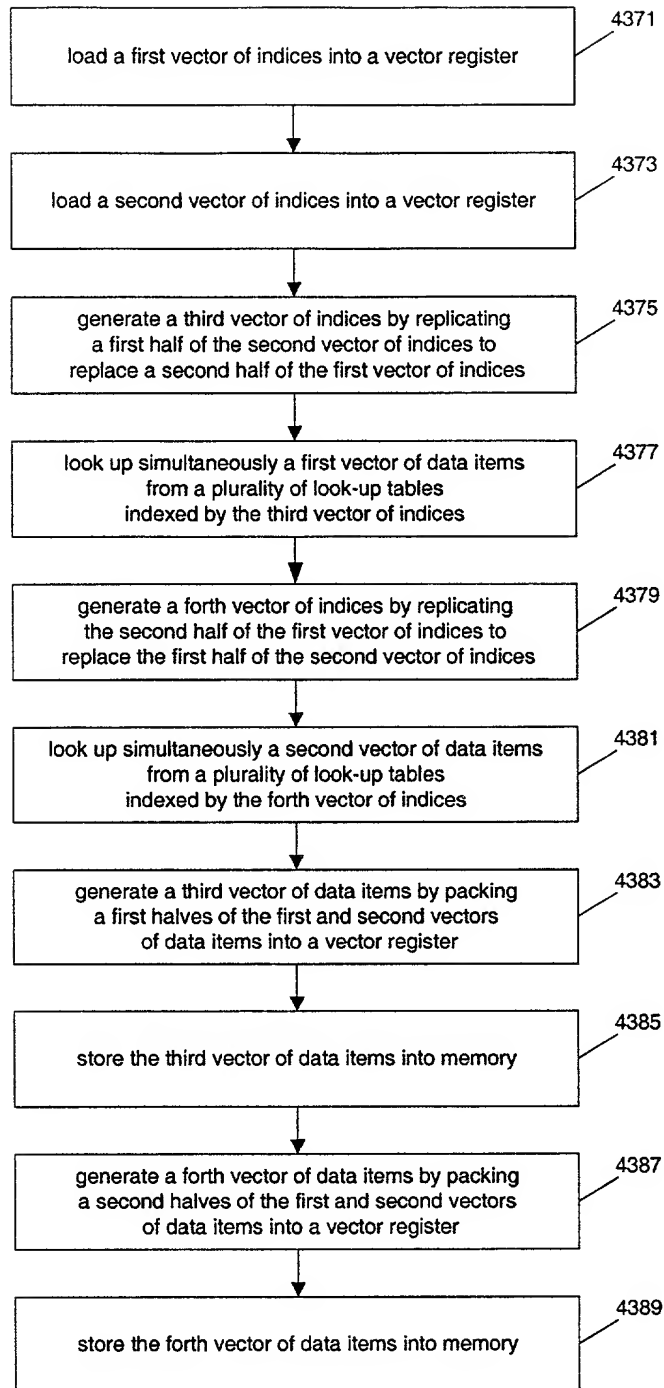 4371
load a first vector of indices into a vector register
4373
load a second vector of indices into a vector register
4375
generate a third vector of indices by replicating
a first half of the second vector of indices to
replace a second half of the first vector of indices
4377
look up simultaneously a first vector of data items
from a plurality of look-up tables
indexed by the third vector of indices
4379
generate a forth vector of indices by replicating
the second half of the first vector of indices to
replace the first half of the second vector of indices
4381
look up simultaneously a second vector of data items
from a plurality of look-up tables
indexed by the forth vector of indices
4383
generate a third vector of data items by packing
a first halves of the first and second vectors
of data items into a vector register
4385
store the third vector of data items into memory
4387
generate a forth vector of data items by packing
a second halves of the first and second vectors
of data items into a vector register
4389
store the forth vector of data items into memory